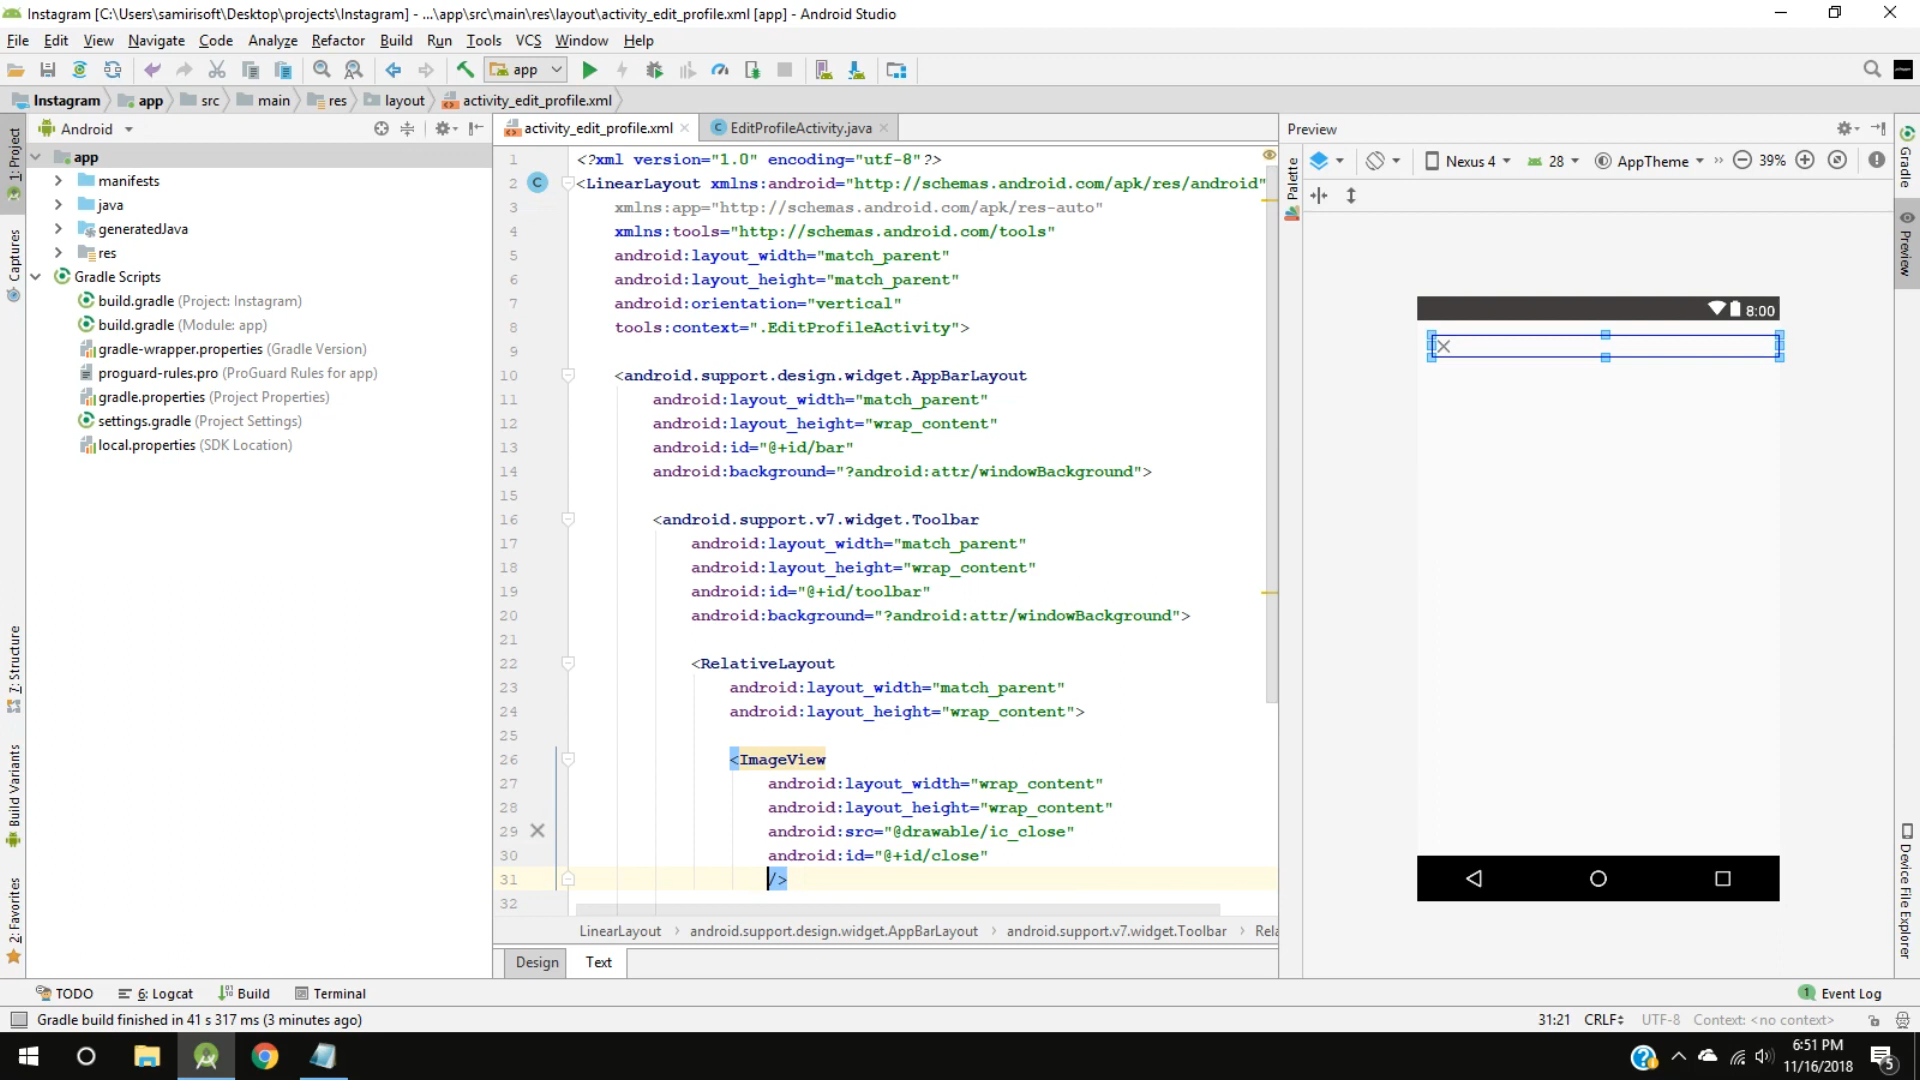 Instagram [C:\Users\samirisoft\Desktop\projects\Instagram] - ...\app\src\main\res\layout\activity_edit_profile.xml [app] - Android Studio
File Edit View Navigate Code Analyze Refactor Build Run Tools VCS Window Help
app
Instagram app src main res layout activity_edit_profile.xml
Android
activity_edit_profile.xml
EditProfileActivity.java
Preview
1: Project
Captures
7: Structure
Build Variants
2: Favorites
app
manifests
java
generatedJava
res
Gradle Scripts
build.gradle (Project: Instagram)
build.gradle (Module: app)
gradle-wrapper.properties (Gradle Version)
proguard-rules.pro (ProGuard Rules for app)
gradle.properties (Project Properties)
settings.gradle (Project Settings)
local.properties (SDK Location)
1 <?xml version="1.0" encoding="utf-8"?>
2 C <LinearLayout xmlns:android="http://schemas.android.com/apk/res/android"
3 xmlns:app="http://schemas.android.com/apk/res-auto"
4 xmlns:tools="http://schemas.android.com/tools"
5 android:layout_width="match_parent"
6 android:layout_height="match_parent"
7 android:orientation="vertical"
8 tools:context=".EditProfileActivity">
9
10 <android.support.design.widget.AppBarLayout
11 android:layout_width="match_parent"
12 android:layout_height="wrap_content"
13 android:id="@+id/bar"
14 android:background="?android:attr/windowBackground">
15
16 <android.support.v7.widget.Toolbar
17 android:layout_width="match_parent"
18 android:layout_height="wrap_content"
19 android:id="@+id/toolbar"
20 android:background="?android:attr/windowBackground">
21
22 <RelativeLayout
23 android:layout_width="match_parent"
24 android:layout_height="wrap_content">
25
26 <ImageView
27 android:layout_width="wrap_content"
28 android:layout_height="wrap_content"
29 android:src="@drawable/ic_close"
30 android:id="@+id/close"
31 />
32
LinearLayout › android.support.design.widget.AppBarLayout › android.support.v7.widget.Toolbar › Rela
Design Text
Palette
Nexus 4 28 AppTheme » 39%
8:00
Gradle
Preview
Device File Explorer
TODO 6: Logcat Build Terminal
1 Event Log
Gradle build finished in 41 s 317 ms (3 minutes ago)
31:21 CRLF UTF-8 Context: <no context>
6:51 PM
11/16/2018
5